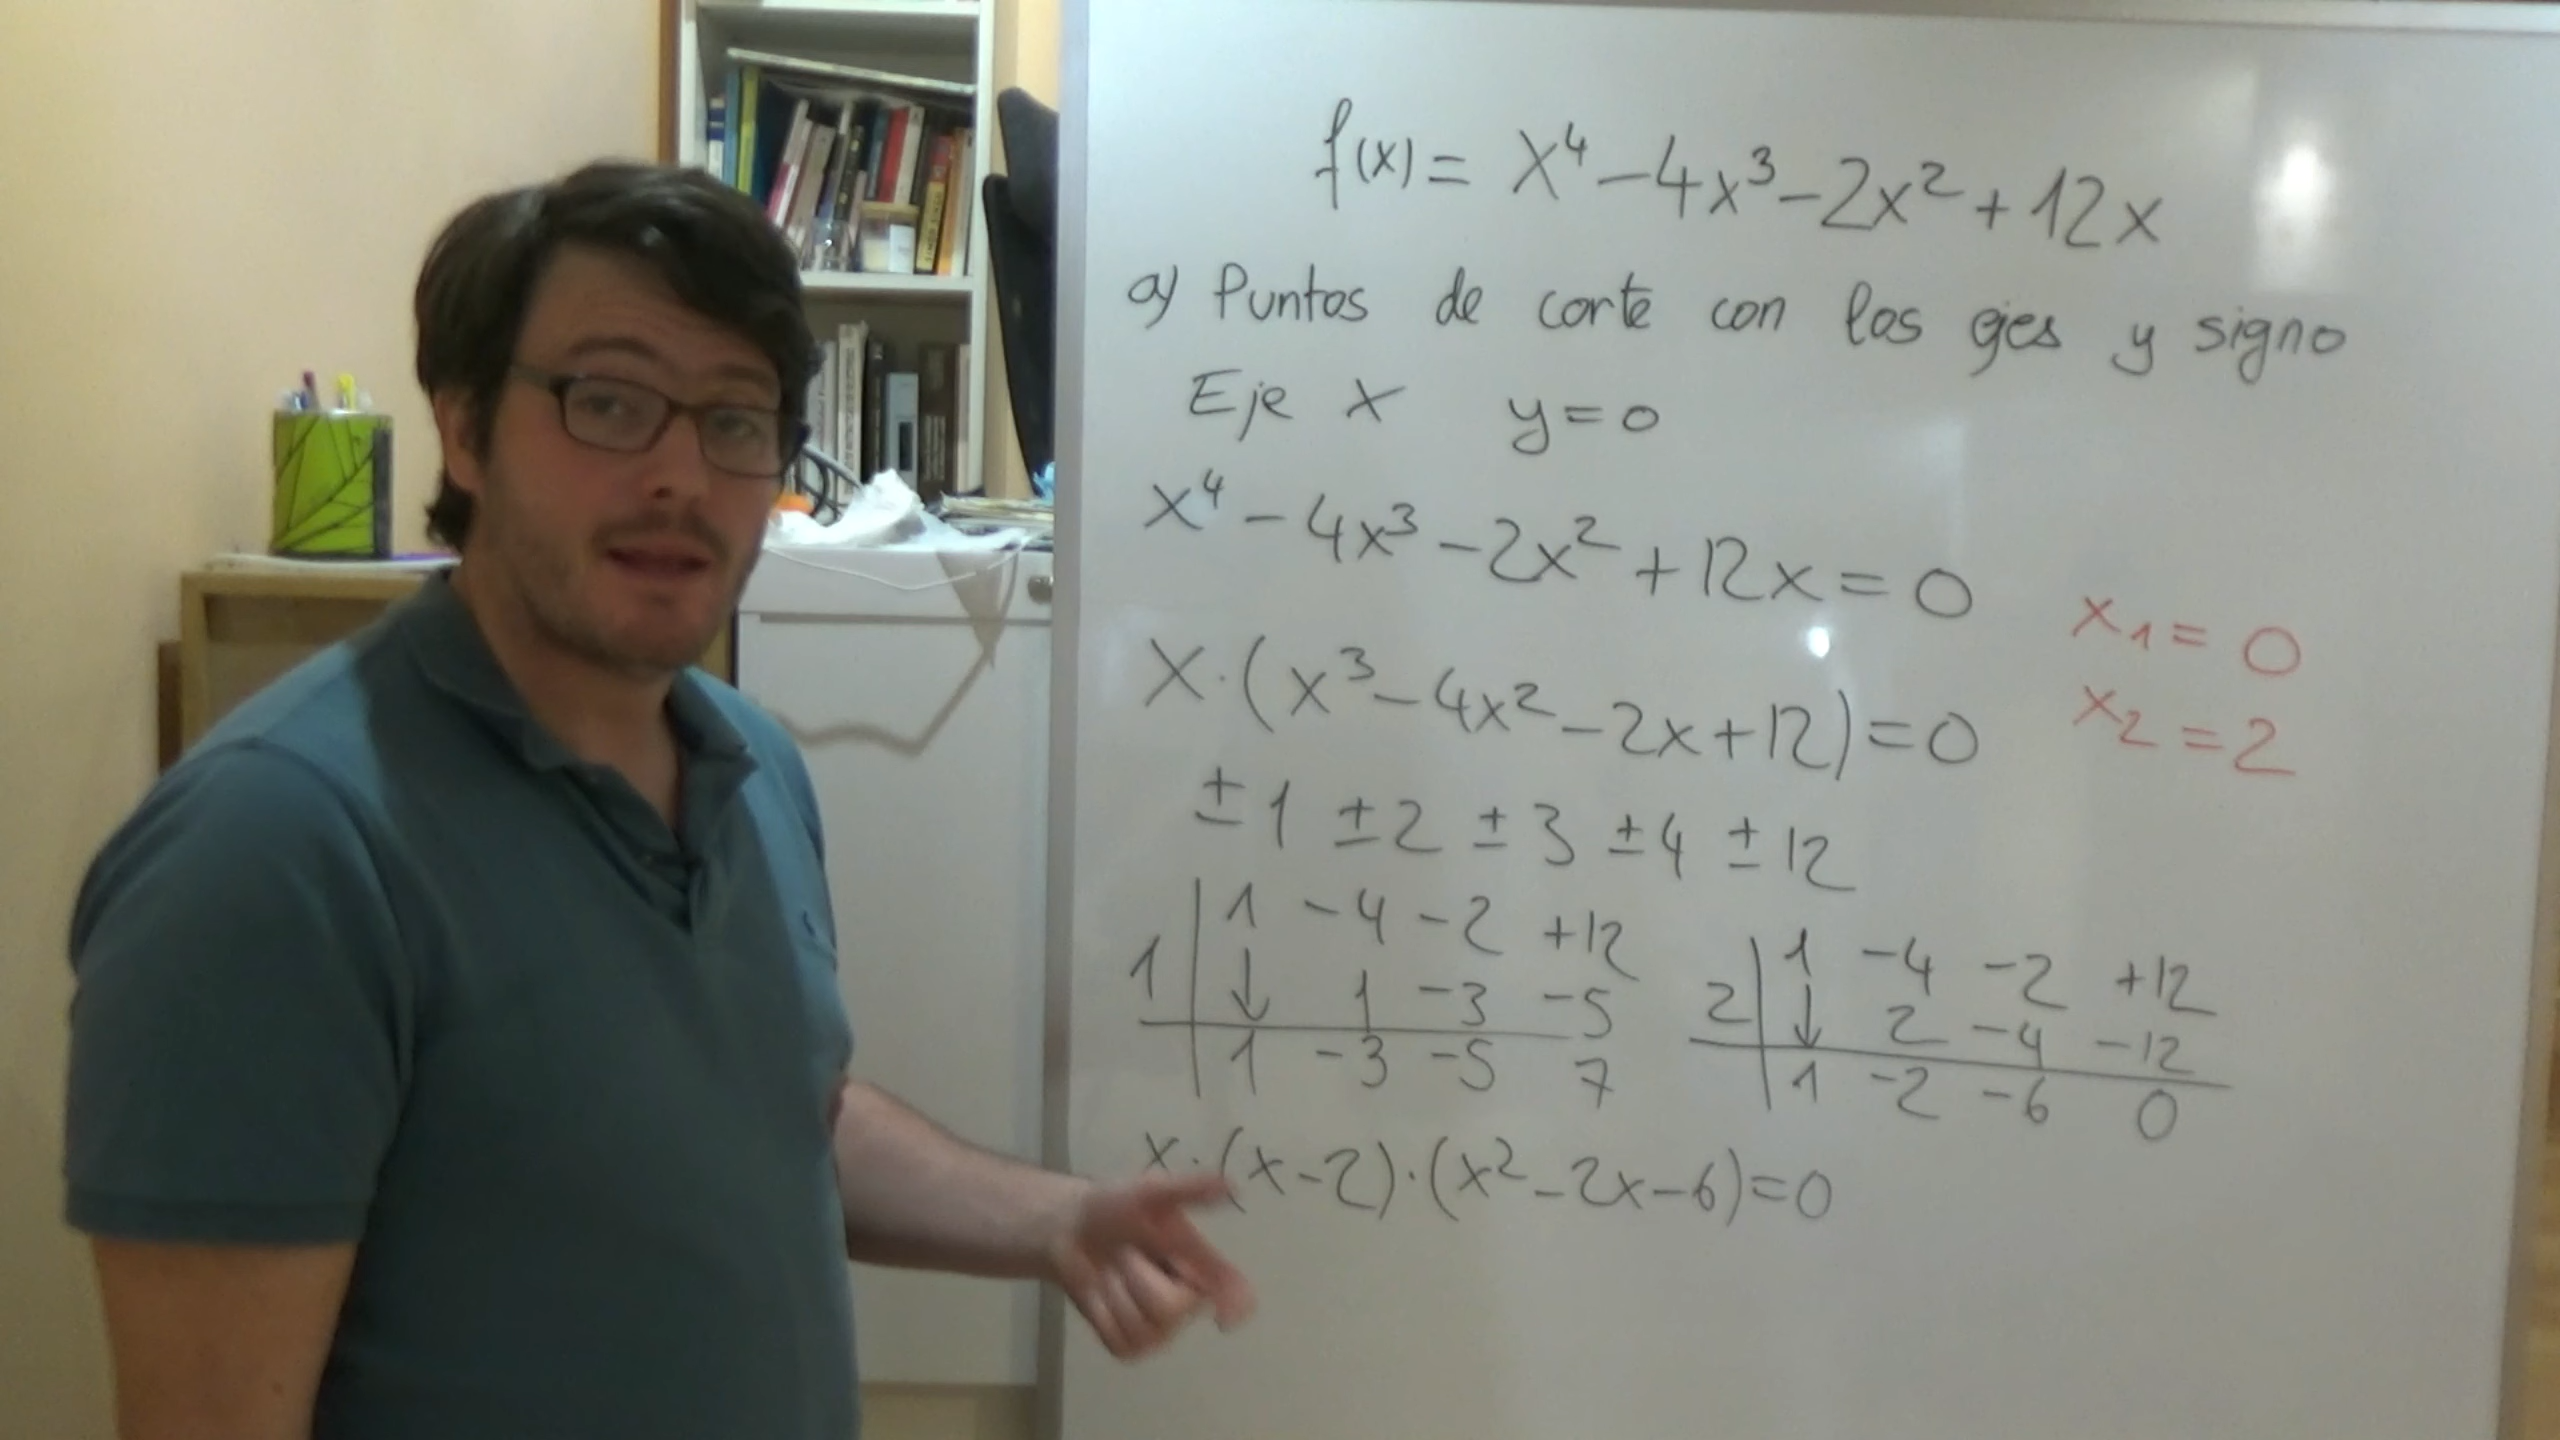 f(x) = x⁴ - 4x³ - 2x² + 12x
a) Puntos de corte con los ejes y signo
Eje x y = 0
x⁴ - 4x³ - 2x² + 12x = 0
x₁ = 0
x · (x³ - 4x² - 2x + 12) = 0
x₂ = 2
± 1 ± 2 ± 3 ± 4 ± 12
1 -4 -2 +12
1 ↓ 1 -3 -5
1 -3 -5 7
1 -4 -2 +12
2 ↓ 2 -4 -12
1 -2 -6 0
x · (x - 2) · (x² - 2x - 6) = 0